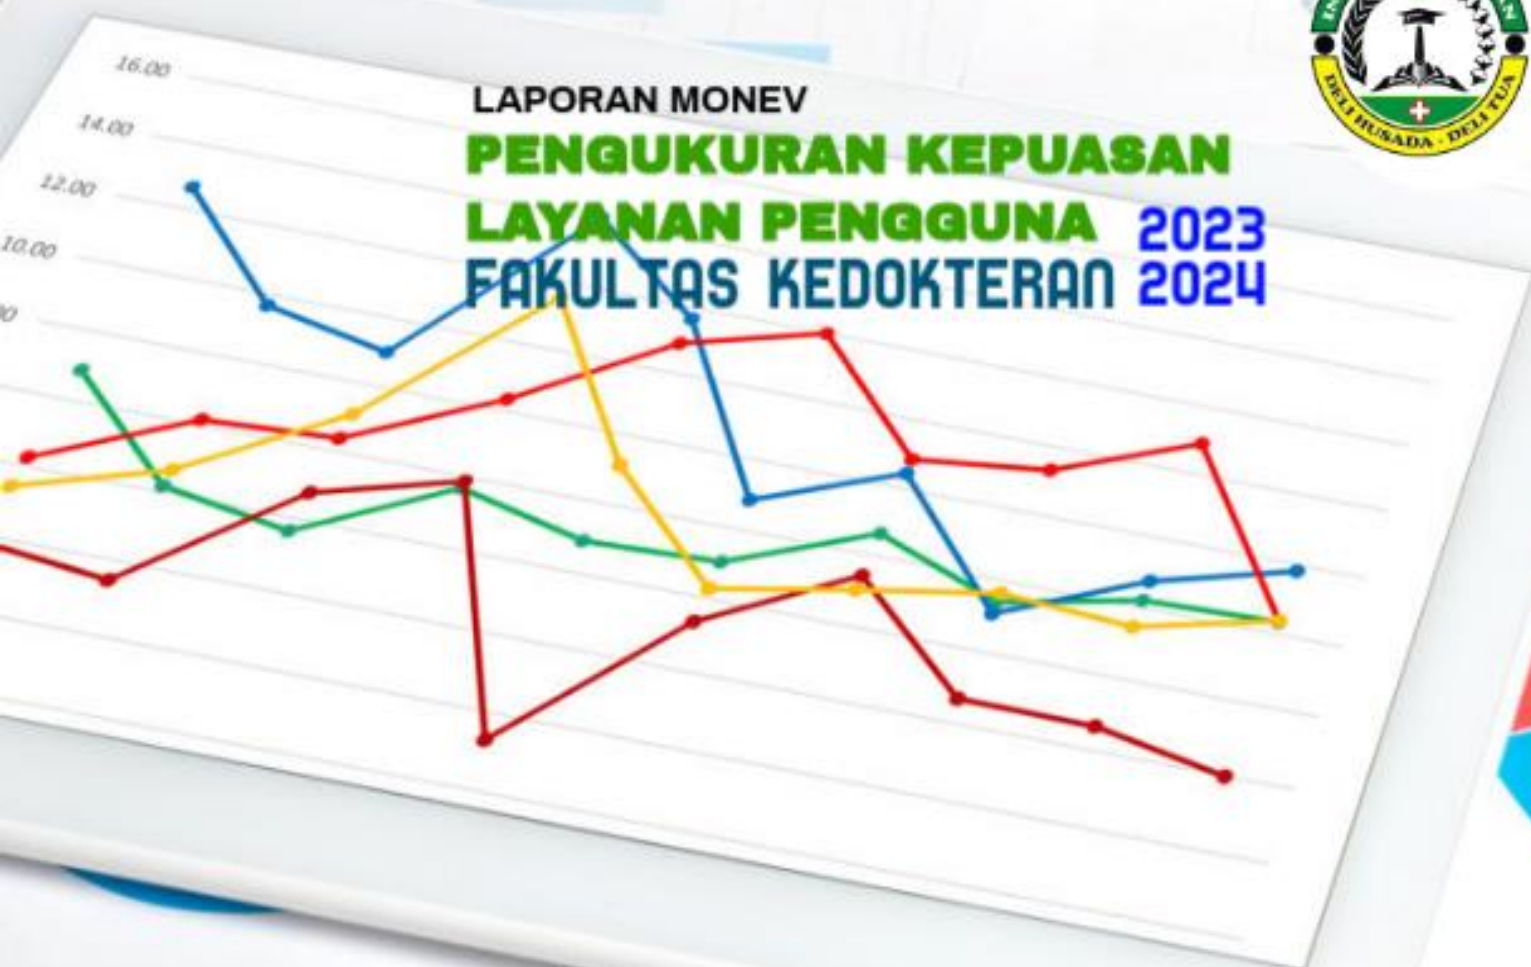 16.00
14.00
12.00
10.00
LAPORAN MONEV
PENGUKURAN KEPUASAN
LAYANAN PENGGUNA 2023
FAKULTAS KEDOKTERAN 2024
DELI HUSADA - DELI TUA